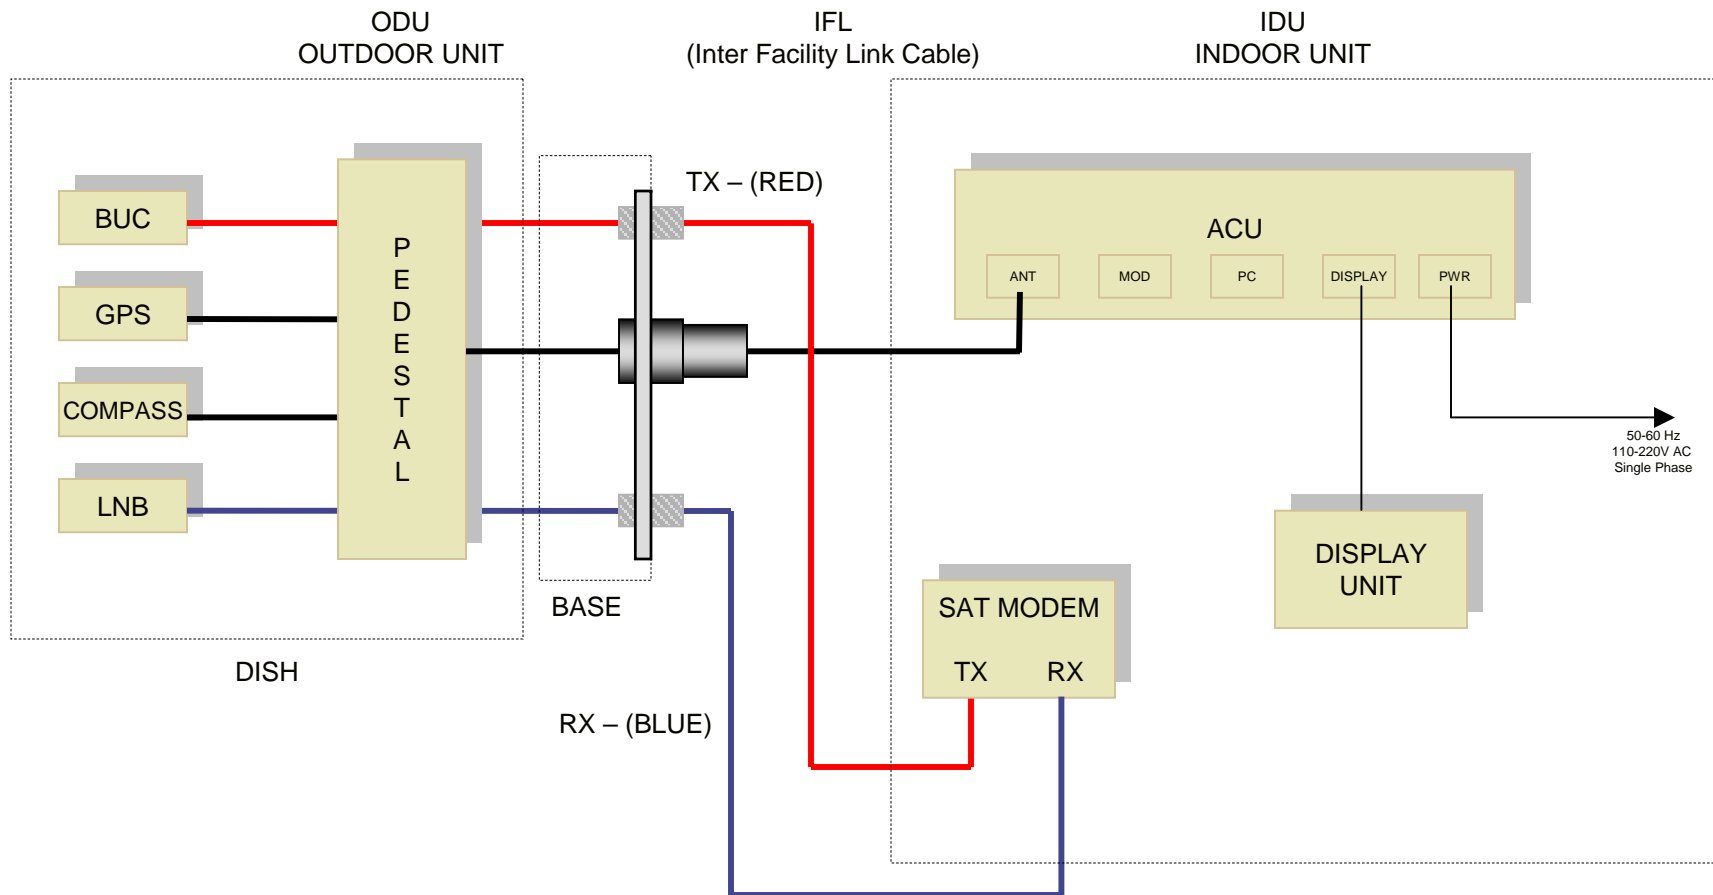 ODU
OUTDOOR UNIT
IFL
(Inter Facility Link Cable)
IDU
INDOOR UNIT
TX – (RED)
BUC
GPS
COMPASS
LNB
PEDESTAL
ACU
ANT
MOD
PC
DISPLAY
PWR
50-60 Hz
110-220V AC
Single Phase
DISPLAY
UNIT
BASE
SAT MODEM
TX RX
DISH
RX – (BLUE)